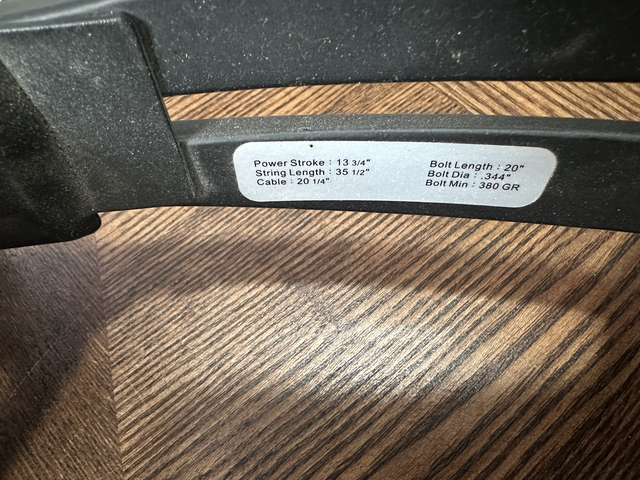 Power Stroke : 13 3/4"
String Length : 35 1/2"
Cable : 20 1/4"
Bolt Length : 20"
Bolt Dia : .344"
Bolt Min : 380 GR